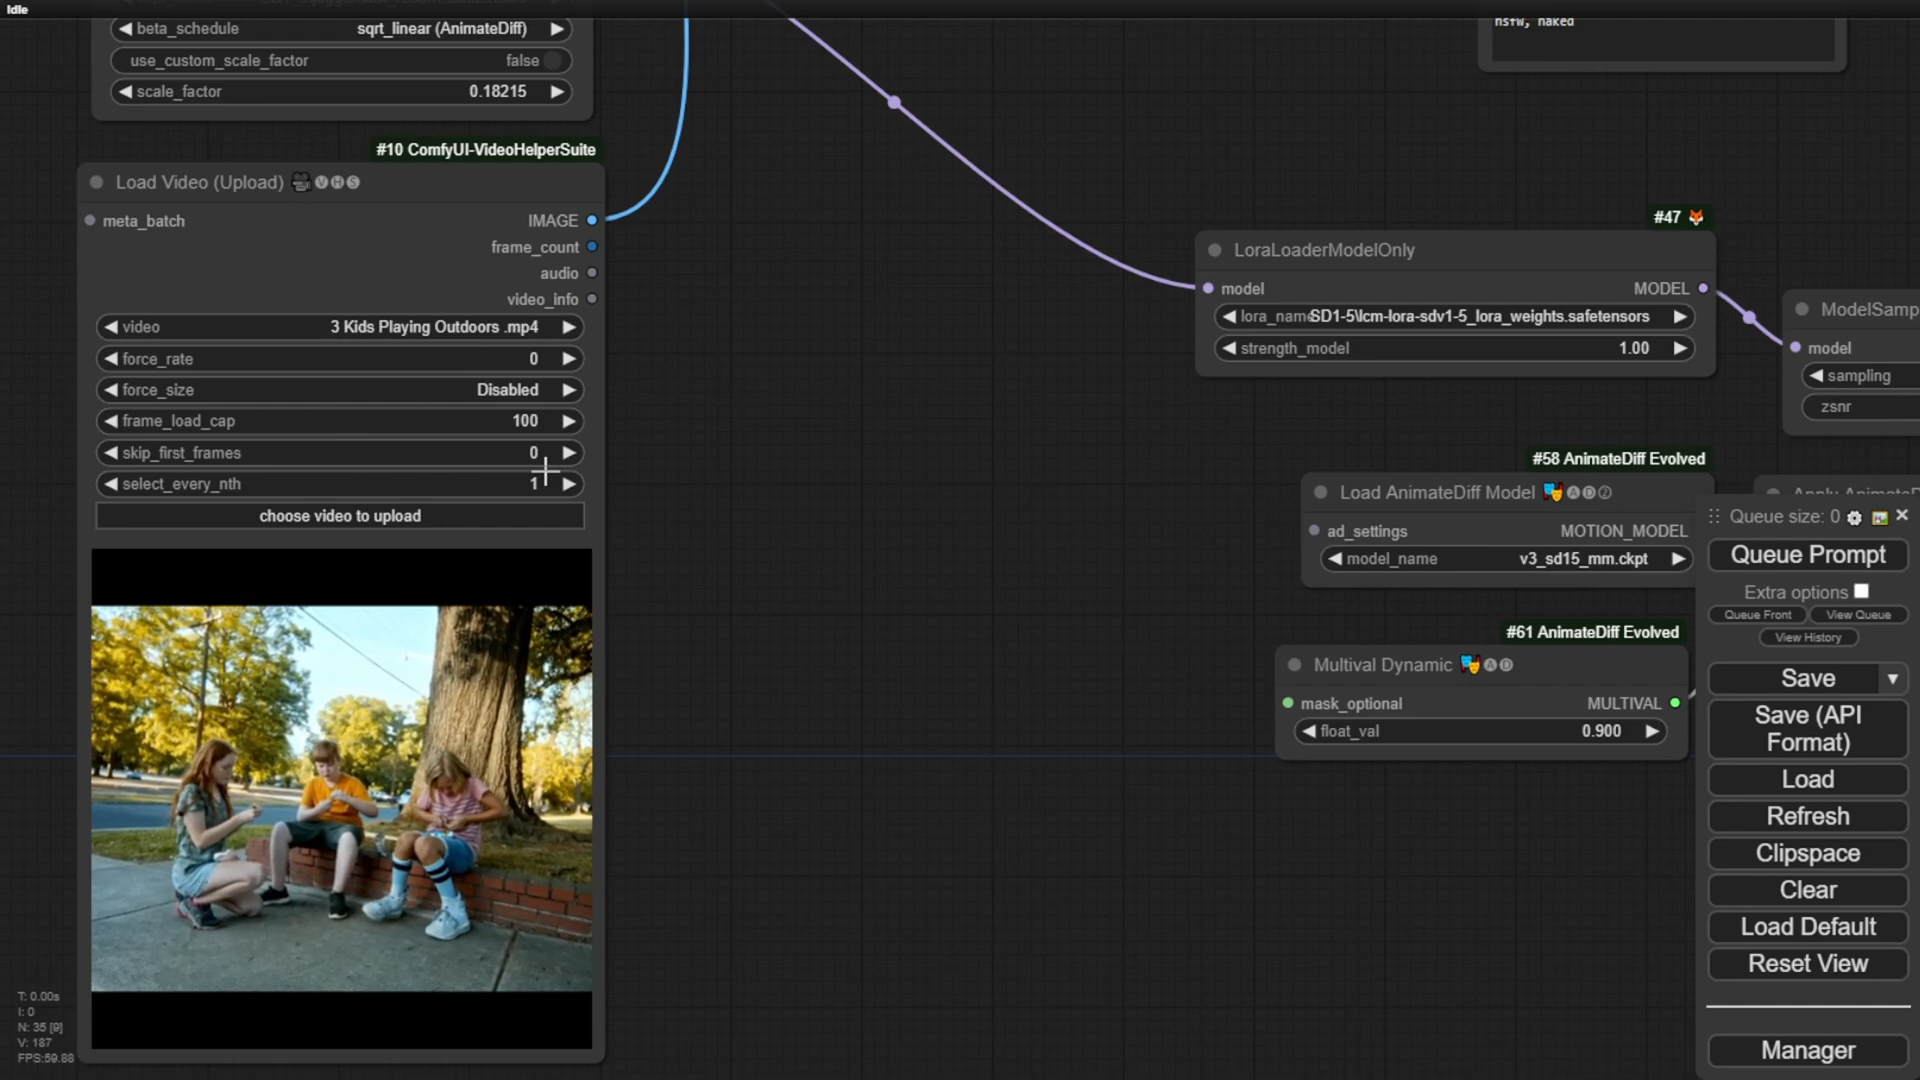 Idle
beta_schedule sqrt_linear (AnimateDiff)
use_custom_scale_factor false
scale_factor 0.18215
#10 ComfyUI-VideoHelperSuite
Load Video (Upload) VHS
meta_batch IMAGE
frame_count
audio
video_info
video 3 Kids Playing Outdoors .mp4
force_rate 0
force_size Disabled
frame_load_cap 100
skip_first_frames 0
select_every_nth 1
choose video to upload
T: 0.00s
I: 0
N: 35 [9]
V: 187
FPS:59.88
nsfw, naked
#47
LoraLoaderModelOnly
model MODEL
lora_name SD1-5\lcm-lora-sdv1-5_lora_weights.safetensors
strength_model 1.00
ModelSamp
model
sampling
zsnr
#58 AnimateDiff Evolved
Load AnimateDiff Model AD②
ad_settings MOTION_MODEL
model_name v3_sd15_mm.ckpt
#61 AnimateDiff Evolved
Multival Dynamic AD
mask_optional MULTIVAL
float_val 0.900
Queue size: 0
Queue Prompt
Extra options
Queue Front View Queue
View History
Save
Save (API
Format)
Load
Refresh
Clipspace
Clear
Load Default
Reset View
Manager